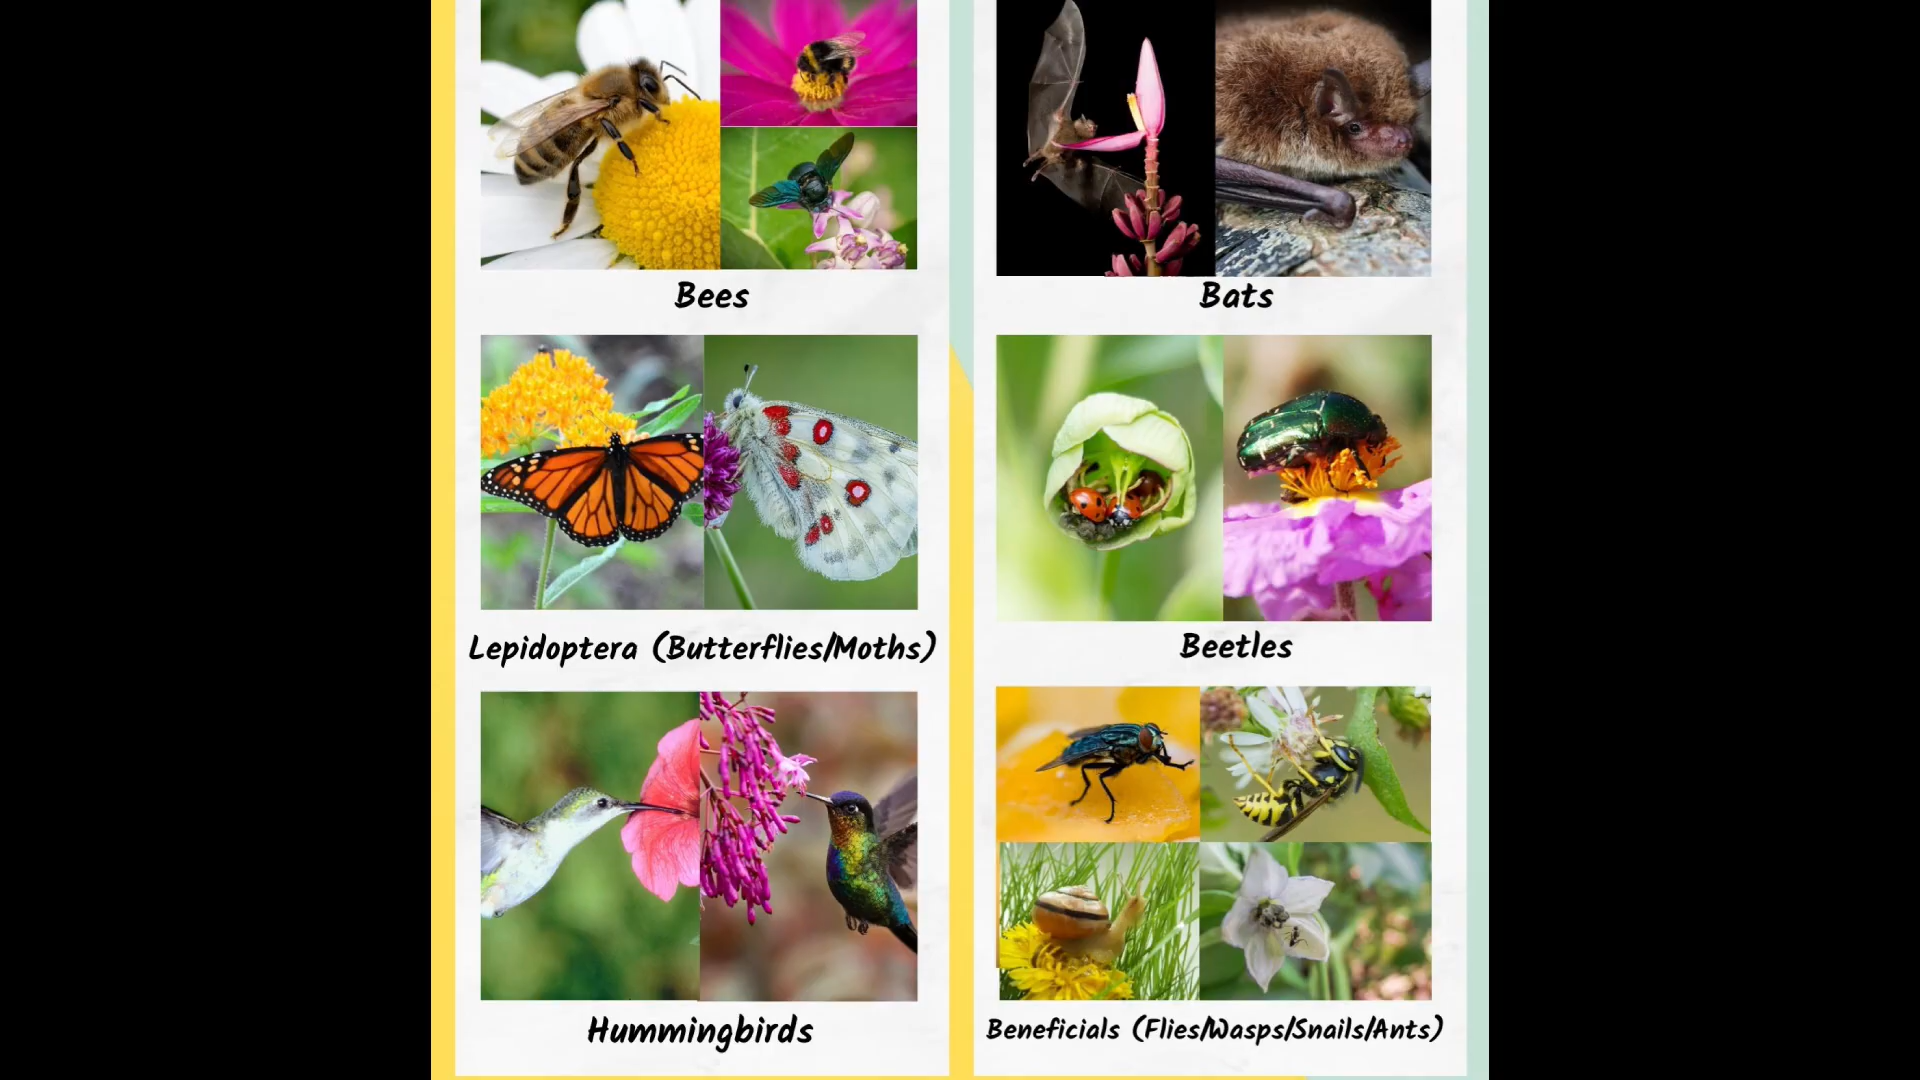 Bees
Bats
Lepidoptera (Butterflies/Moths)
Beetles
Hummingbirds
Beneficials (Flies/Wasps/Snails/Ants)